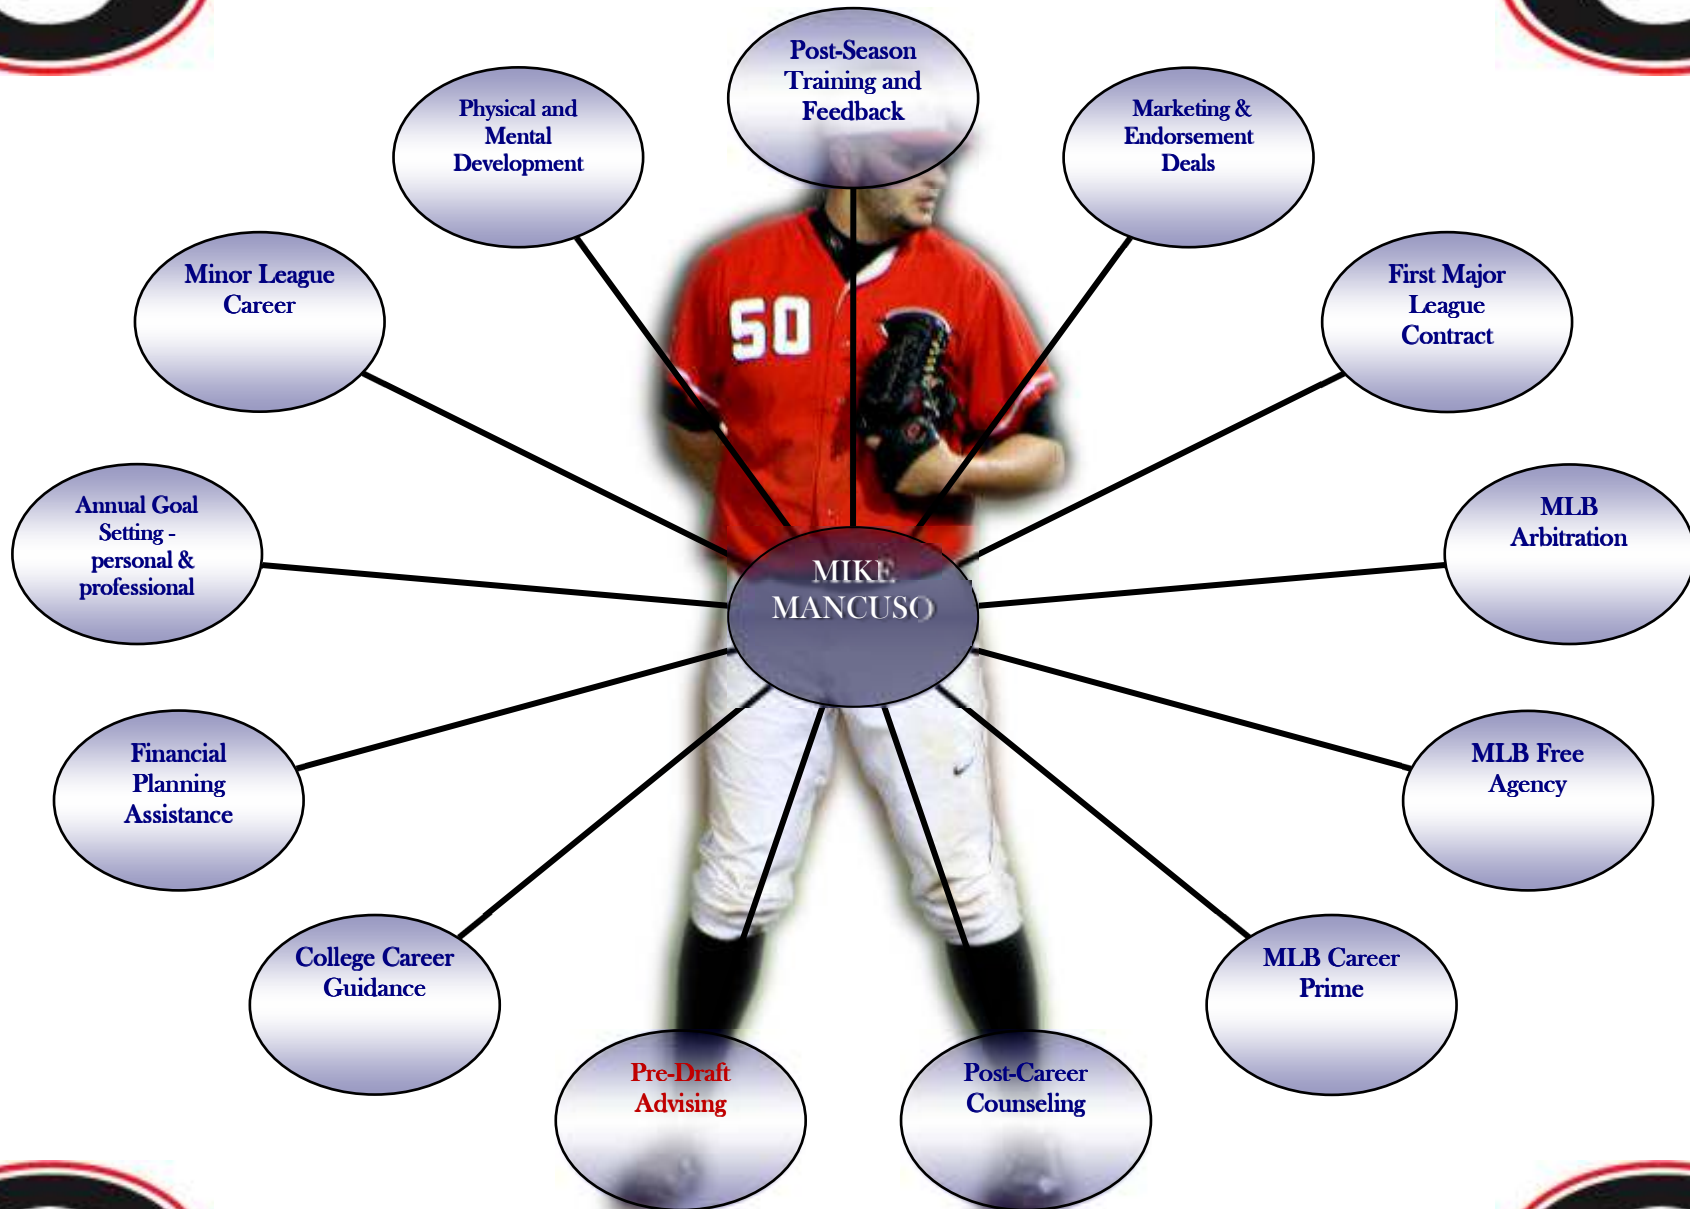 Post-Season
Training and
Feedback
Physical and
Mental
Development
Marketing &
Endorsement
Deals
Minor League
Career
First Major
League
Contract
50
Annual Goal
Setting -
personal &
professional
MLB
Arbitration
MIKE
MANCUSO
Financial
Planning
Assistance
MLB Free
Agency
College Career
Guidance
MLB Career
Prime
Pre-Draft
Advising
Post-Career
Counseling